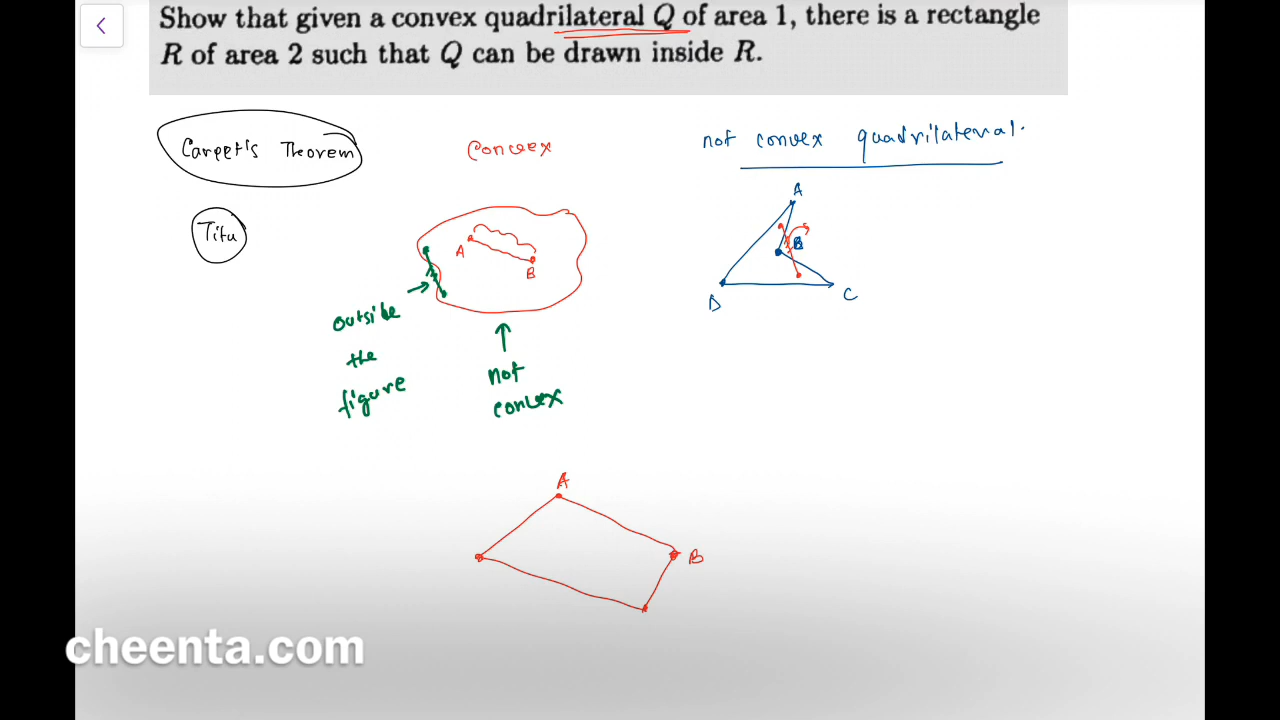 Show that given a convex quadrilateral Q of area 1, there is a rectangle
R of area 2 such that Q can be drawn inside R.
Carpet's Theorem
Convex
not convex quadrilateral.
Titu
A
B
A
B
D
C
outside
the
figure
not
convex
A
B
cheenta.com